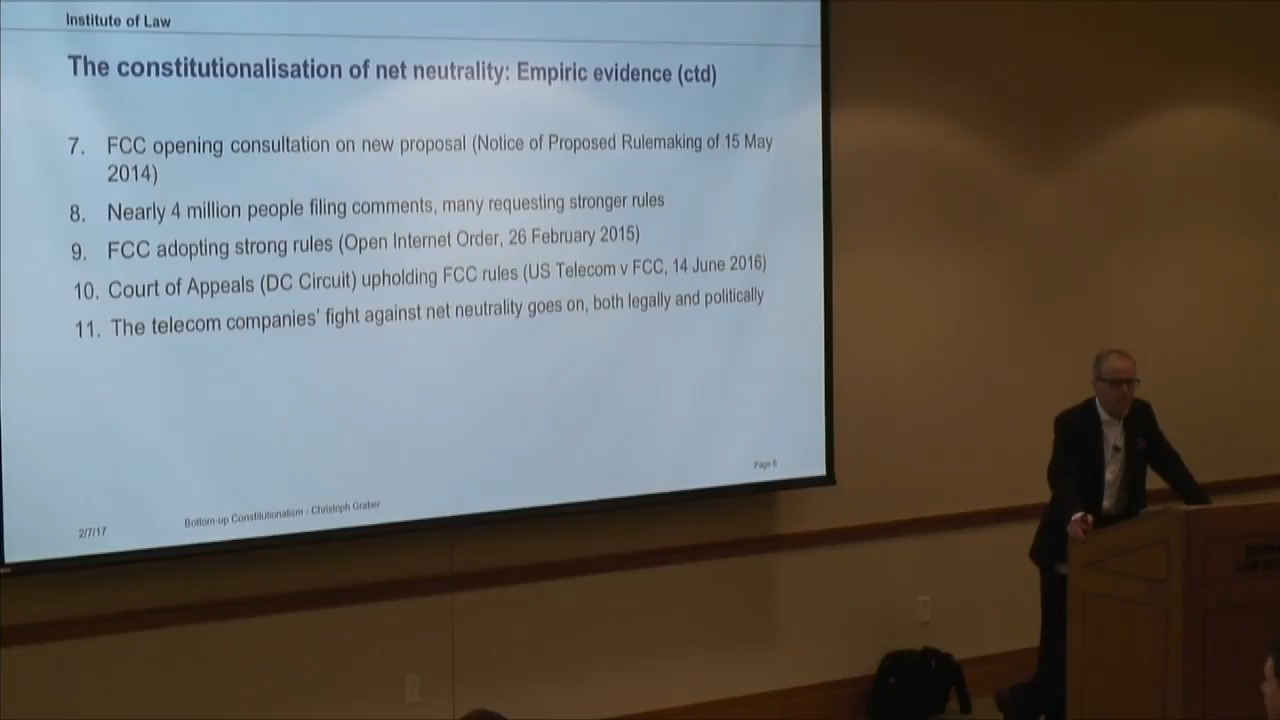 Institute of Law
The constitutionalisation of net neutrality: Empiric evidence (ctd)
7. FCC opening consultation on new proposal (Notice of Proposed Rulemaking of 15 May
2014)
8. Nearly 4 million people filing comments, many requesting stronger rules
9. FCC adopting strong rules (Open Internet Order, 26 February 2015)
10. Court of Appeals (DC Circuit) upholding FCC rules (US Telecom v FCC, 14 June 2016)
11. The telecom companies' fight against net neutrality goes on, both legally and politically
Page 6
Bottom-up Constitutionalism - Christoph Graber
2/7/17